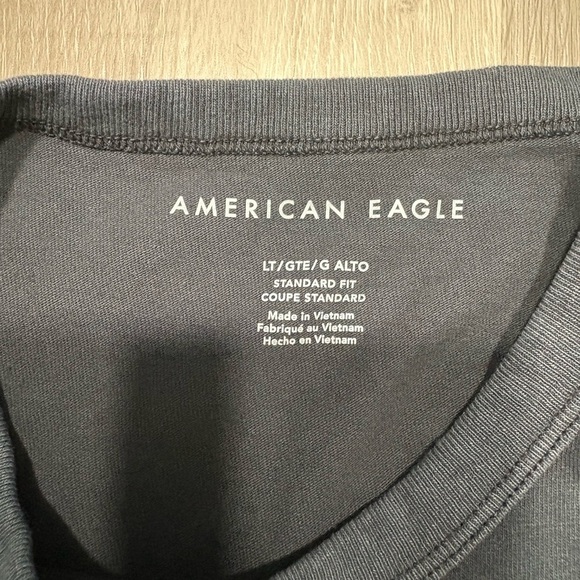 AMERICAN EAGLE
LT/GTE/G ALTO
STANDARD FIT
COUPE STANDARD
Made in Vietnam
Fabriqué au Vietnam
Hecho en Vietnam